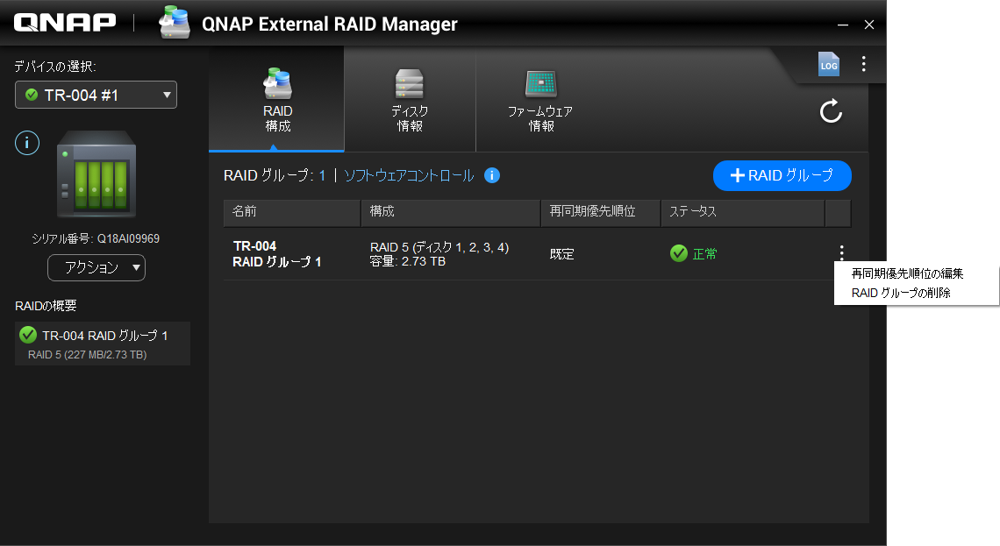 QNAP | QNAP External RAID Manager
デバイスの選択:
TR-004 #1
シリアル番号: Q18AI09969
アクション
RAIDの概要
TR-004 RAID グループ 1
RAID 5 (227 MB/2.73 TB)
RAID
構成
ディスク
情報
ファームウェア
情報
LOG
RAID グループ: 1 | ソフトウェアコントロール
+ RAID グループ
名前 構成 再同期優先順位 ステータス
TR-004
RAID グループ 1
RAID 5 (ディスク 1, 2, 3, 4)
容量: 2.73 TB
既定
正常
再同期優先順位の編集
RAID グループの削除